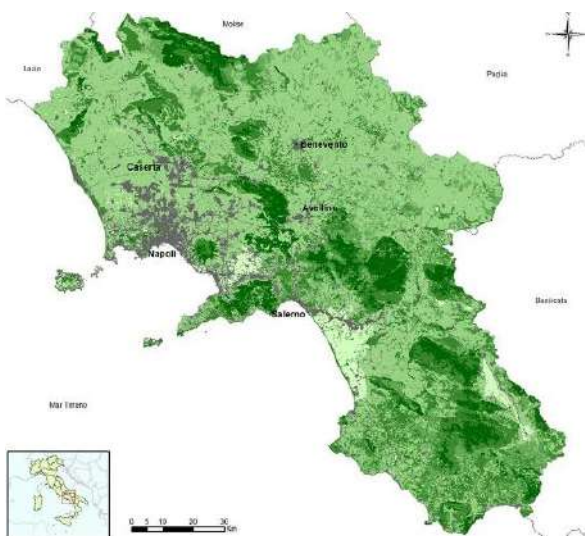 Molise
Lazio
Puglia
Benevento
Caserta
Avellino
Napoli
Basilicata
Salerno
Mar Tirreno
0 5 10 20 30
Km